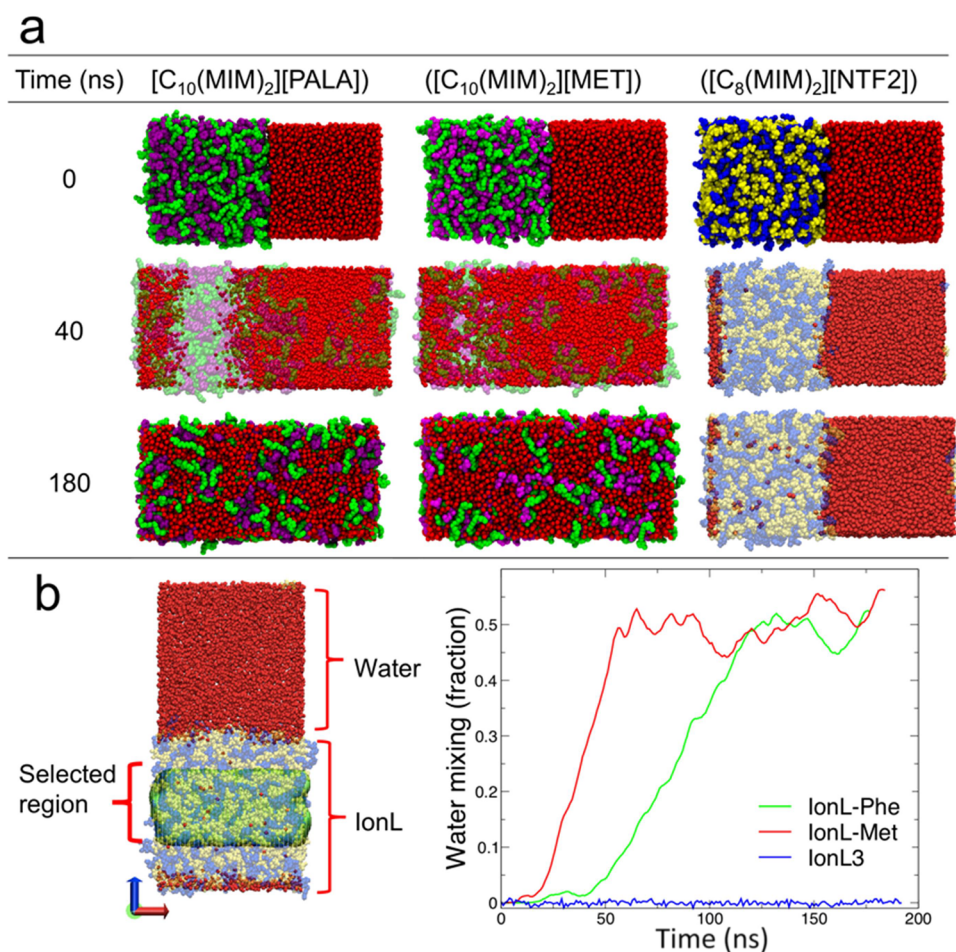 a
Time (ns) [C₁₀(MIM)₂][PALA]) ([C₁₀(MIM)₂][MET]) ([C₈(MIM)₂][NTF2])
0
40
180
b
Water
Selected
region
IonL
Water mixing (fraction)
0.5
0.4
0.3
0.2
0.1
0
0 50 100 150 200
Time (ns)
IonL-Phe
IonL-Met
IonL3